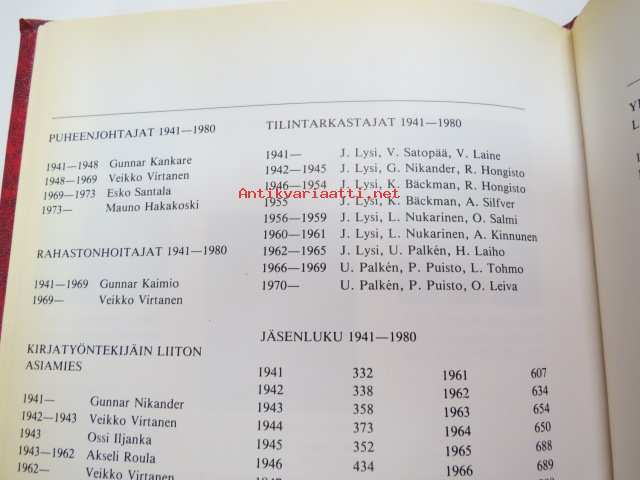 PUHEENJOHTAJAT 1941—1980
1941—1948 Gunnar Kankare
1948—1969 Veikko Virtanen
1969—1973 Esko Santala
1973— Mauno Hakakoski
RAHASTONHOITAJAT 1941—1980
1941—1969 Gunnar Kaimio
1969— Veikko Virtanen
KIRJATYÖNTEKIJÄIN LIITON
ASIAMIES
1941— Gunnar Nikander
1942—1943 Veikko Virtanen
1943 Ossi Iljanka
1943—1962 Akseli Roula
1962— Veikko Virtanen
TILINTARKASTAJAT 1941—1980
1941— J. Lysi, V. Satopää, V. Laine
1942—1945 J. Lysi, G. Nikander, R. Hongisto
1946—1954 J. Lysi, K. Bäckman, R. Hongisto
1955 J. Lysi, K. Bäckman, A. Silfver
1956—1959 J. Lysi, L. Nukarinen, O. Salmi
1960—1961 J. Lysi, L. Nukarinen, A. Kinnunen
1962—1965 J. Lysi, U. Palkén, H. Laiho
1966—1969 U. Palkén, P. Puisto, L. Tohmo
1970— U. Palkén, P. Puisto, O. Leiva
JÄSENLUKU 1941—1980
1941 332 1961 607
1942 338 1962 634
1943 358 1963 654
1944 373 1964 650
1945 352 1965 688
1946 434 1966 689
Antikvariaatti.net